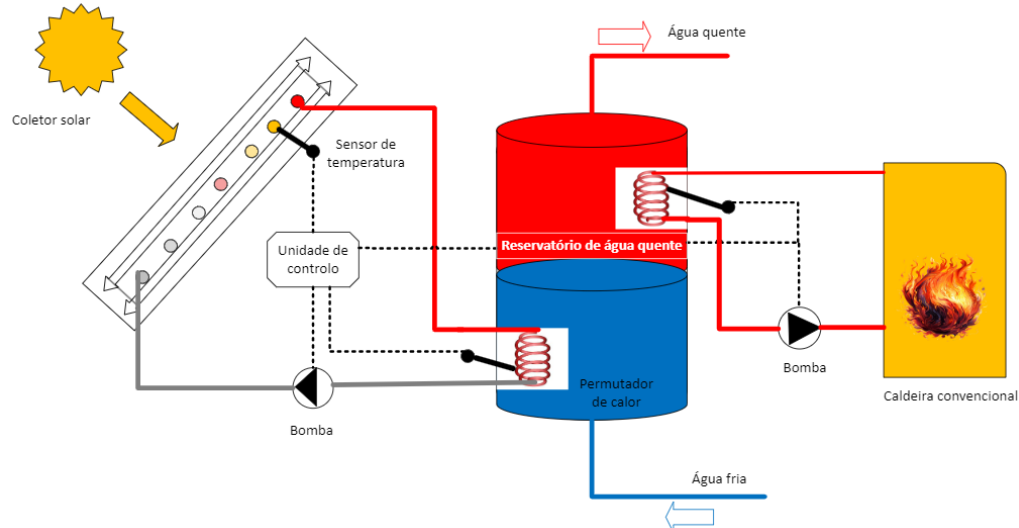 Água quente
Coletor solar
Sensor de
temperatura
Unidade de
controlo
Reservatório de água quente
Bomba
Caldeira convencional
Permutador
de calor
Bomba
Água fria